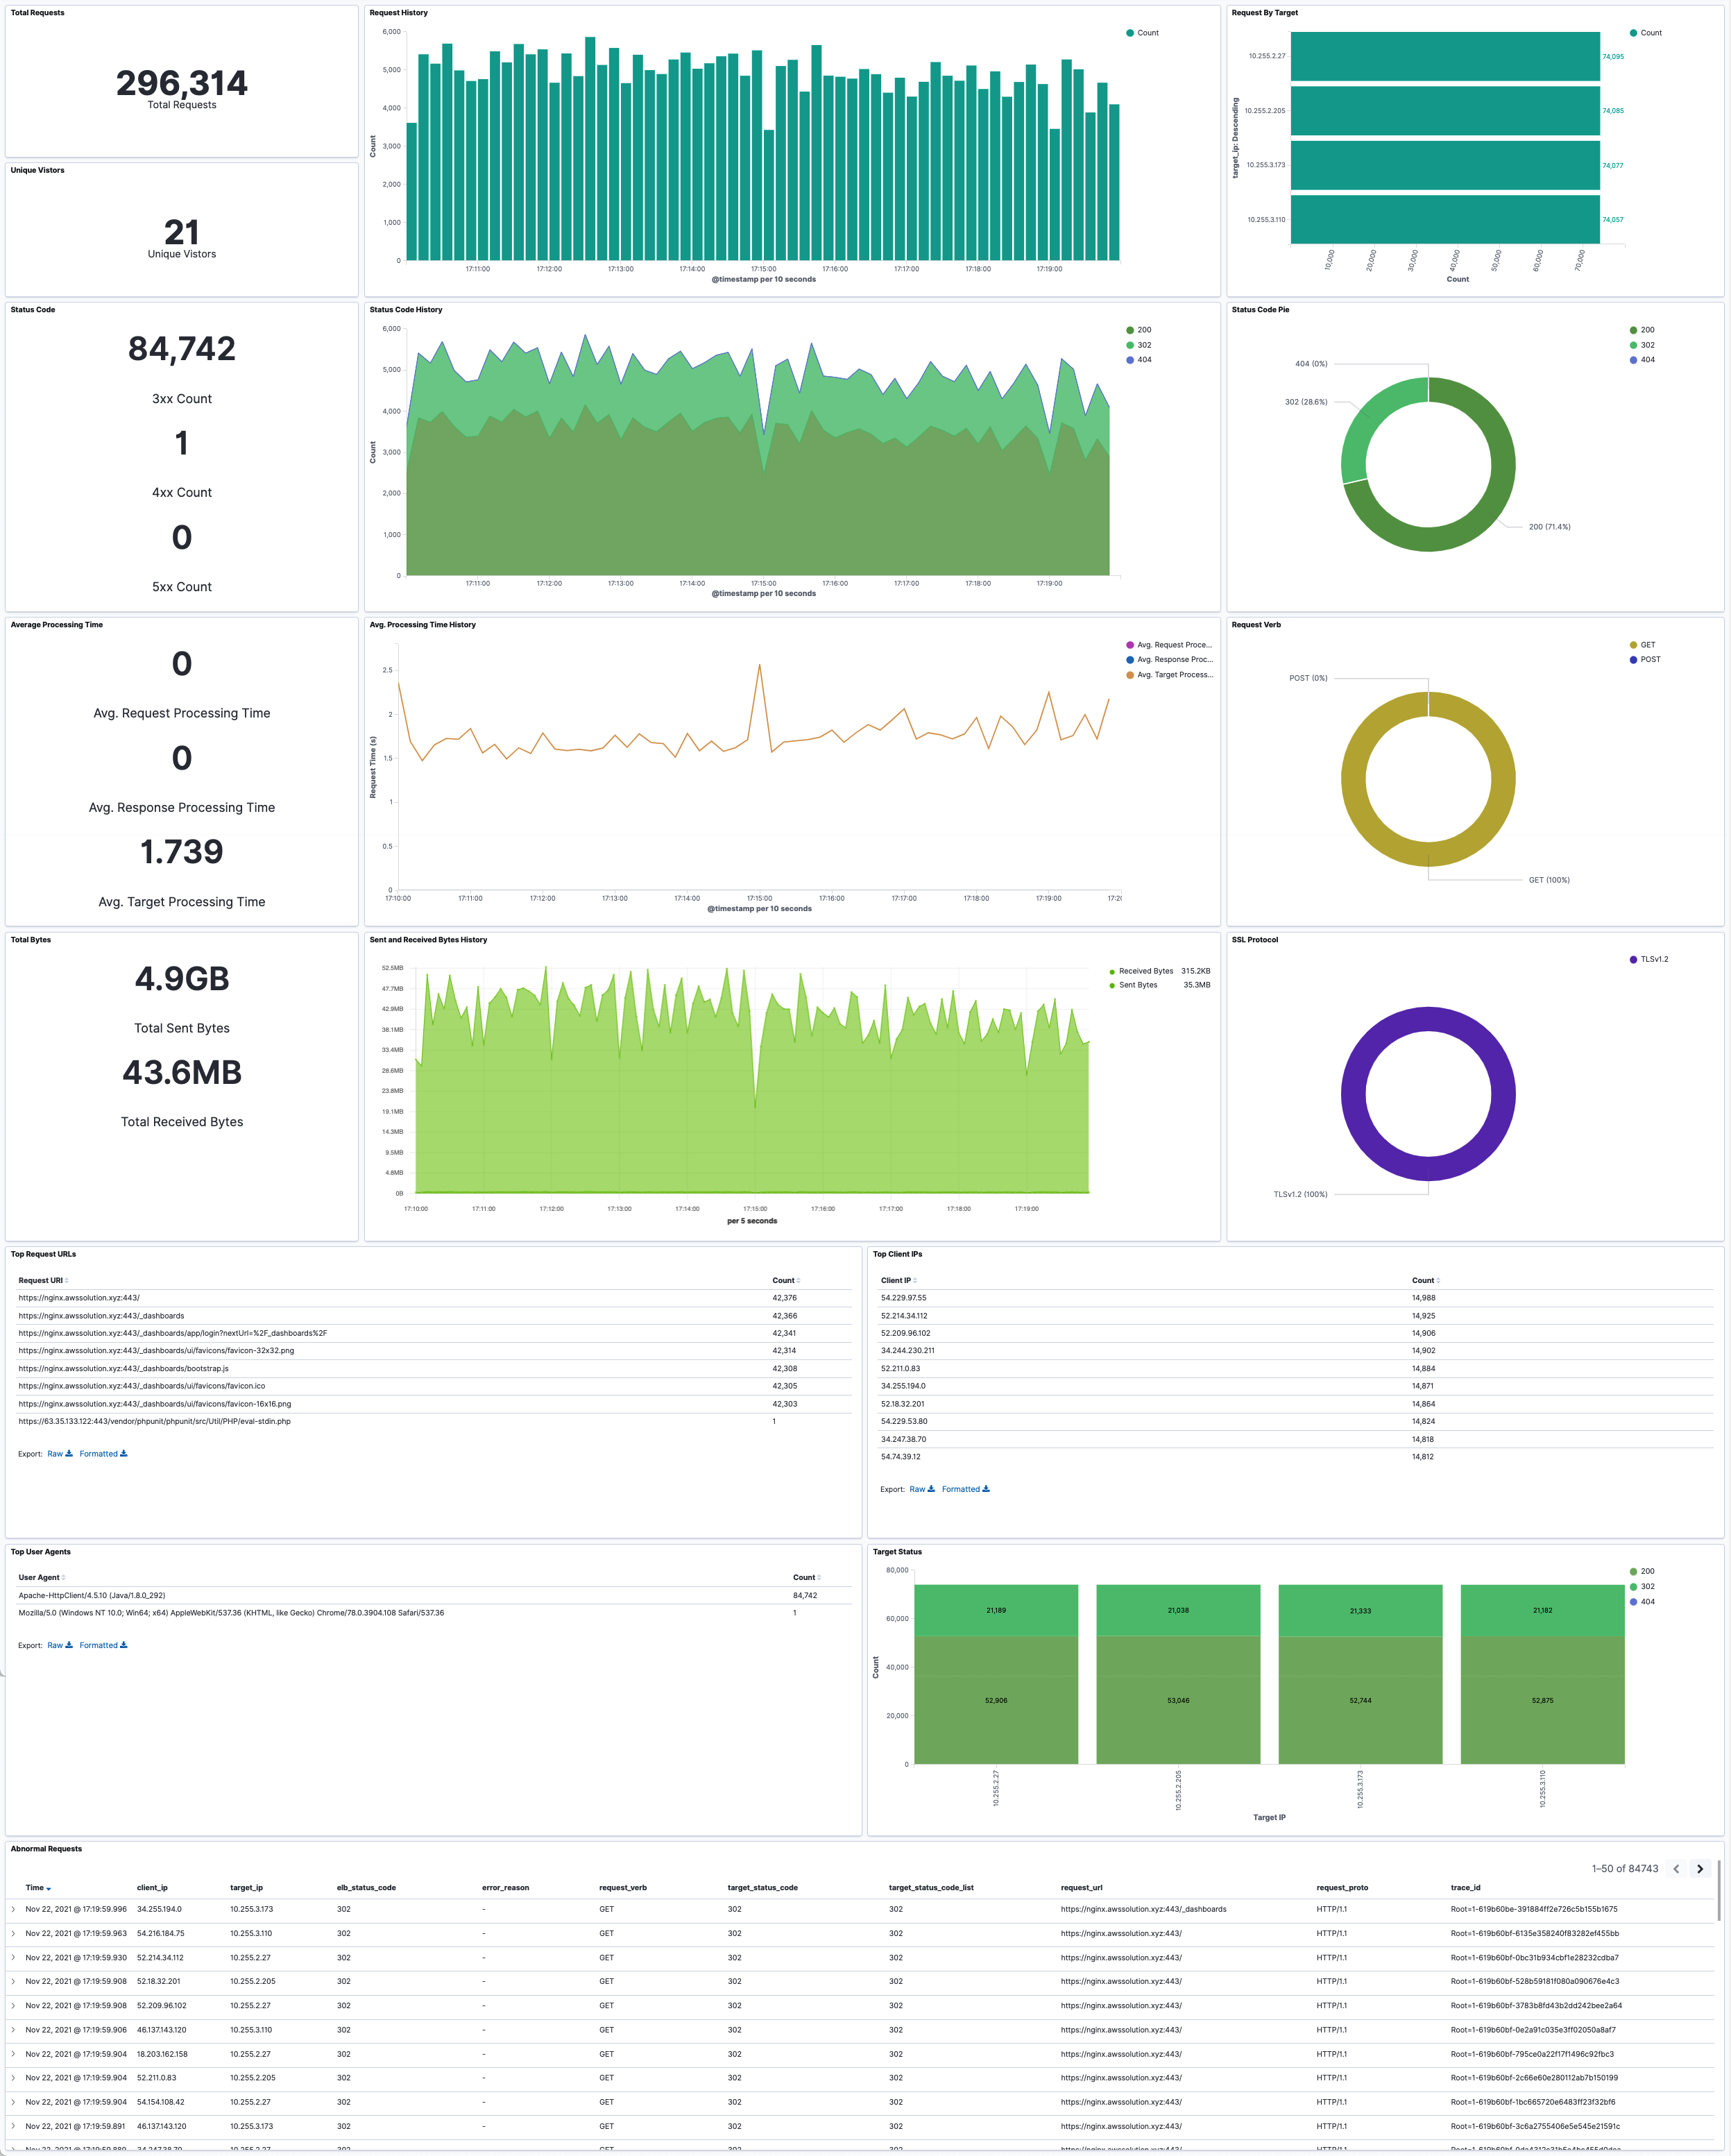 Total Requests
296,314
Total Requests
Request History
6,000
5,000
4,000
3,000
2,000
1,000
0
Count
17:11:00 17:12:00 17:13:00 17:14:00 17:15:00 17:16:00 17:17:00 17:18:00 17:19:00
@timestamp per 10 seconds
Count
Request By Target
10.255.2.27 74,095
10.255.2.205 74,085
10.255.3.173 74,077
10.255.3.110 74,057
target_ip: Descending
10,000 20,000 30,000 40,000 50,000 60,000 70,000
Count
Count
Unique Vistors
21
Unique Vistors
Status Code
84,742
3xx Count
1
4xx Count
0
5xx Count
Status Code History
6,000
5,000
4,000
3,000
2,000
1,000
0
Count
17:11:00 17:12:00 17:13:00 17:14:00 17:15:00 17:16:00 17:17:00 17:18:00 17:19:00
@timestamp per 10 seconds
200
302
404
Status Code Pie
404 (0%)
302 (28.6%)
200 (71.4%)
200
302
404
Average Processing Time
0
Avg. Request Processing Time
0
Avg. Response Processing Time
1.739
Avg. Target Processing Time
Avg. Processing Time History
2.5
2
1.5
1
0.5
0
Request Time (s)
17:10:00 17:11:00 17:12:00 17:13:00 17:14:00 17:15:00 17:16:00 17:17:00 17:18:00 17:19:00 17:2
@timestamp per 10 seconds
Avg. Request Proce...
Avg. Response Proc...
Avg. Target Process...
Request Verb
POST (0%)
GET (100%)
GET
POST
Total Bytes
4.9GB
Total Sent Bytes
43.6MB
Total Received Bytes
Sent and Received Bytes History
52.5MB
47.7MB
42.9MB
38.1MB
33.4MB
28.6MB
23.8MB
19.1MB
14.3MB
9.5MB
4.8MB
0B
17:10:00 17:11:00 17:12:00 17:13:00 17:14:00 17:15:00 17:16:00 17:17:00 17:18:00 17:19:00
per 5 seconds
Received Bytes 315.2KB
Sent Bytes 35.3MB
SSL Protocol
TLSv1.2
TLSv1.2 (100%)
Top Request URLs
Request URI Count
https://nginx.awssolution.xyz:443/ 42,376
https://nginx.awssolution.xyz:443/_dashboards 42,366
https://nginx.awssolution.xyz:443/_dashboards/app/login?nextUrl=%2F_dashboards%2F 42,341
https://nginx.awssolution.xyz:443/_dashboards/ui/favicons/favicon-32x32.png 42,314
https://nginx.awssolution.xyz:443/_dashboards/bootstrap.js 42,308
https://nginx.awssolution.xyz:443/_dashboards/ui/favicons/favicon.ico 42,305
https://nginx.awssolution.xyz:443/_dashboards/ui/favicons/favicon-16x16.png 42,303
https://63.35.133.122:443/vendor/phpunit/phpunit/src/Util/PHP/eval-stdin.php 1
Export: Raw Formatted
Top Client IPs
Client IP Count
54.229.97.55 14,988
52.214.34.112 14,925
52.209.96.102 14,906
34.244.230.211 14,902
52.211.0.83 14,884
34.255.194.0 14,871
52.18.32.201 14,864
54.229.53.80 14,824
34.247.38.70 14,818
54.74.39.12 14,812
Export: Raw Formatted
Top User Agents
User Agent Count
Apache-HttpClient/4.5.10 (Java/1.8.0_292) 84,742
Mozilla/5.0 (Windows NT 10.0; Win64; x64) AppleWebKit/537.36 (KHTML, like Gecko) Chrome/78.0.3904.108 Safari/537.36 1
Export: Raw Formatted
Target Status
80,000
60,000
40,000
20,000
0
Count
21,189 21,038 21,333 21,182
52,906 53,046 52,744 52,875
10.255.2.27 10.255.2.205 10.255.3.173 10.255.3.110
Target IP
200
302
404
Abnormal Requests
1–50 of 84743
Time client_ip target_ip elb_status_code error_reason request_verb target_status_code target_status_code_list request_url request_proto trace_id
Nov 22, 2021 @ 17:19:59.996 34.255.194.0 10.255.3.173 302 - GET 302 302 https://nginx.awssolution.xyz:443/_dashboards HTTP/1.1 Root=1-619b60be-391884ff2e726c5b155b1675
Nov 22, 2021 @ 17:19:59.963 54.216.184.75 10.255.3.110 302 - GET 302 302 https://nginx.awssolution.xyz:443/ HTTP/1.1 Root=1-619b60bf-6135e358240f83282ef455bb
Nov 22, 2021 @ 17:19:59.930 52.214.34.112 10.255.2.27 302 - GET 302 302 https://nginx.awssolution.xyz:443/ HTTP/1.1 Root=1-619b60bf-0bc31b934cbf1e28232cdba7
Nov 22, 2021 @ 17:19:59.908 52.18.32.201 10.255.2.205 302 - GET 302 302 https://nginx.awssolution.xyz:443/ HTTP/1.1 Root=1-619b60bf-528b59181f080a090676e4c3
Nov 22, 2021 @ 17:19:59.908 52.209.96.102 10.255.2.27 302 - GET 302 302 https://nginx.awssolution.xyz:443/ HTTP/1.1 Root=1-619b60bf-3783b8fd43b2dd242bee2a64
Nov 22, 2021 @ 17:19:59.906 46.137.143.120 10.255.3.110 302 - GET 302 302 https://nginx.awssolution.xyz:443/ HTTP/1.1 Root=1-619b60bf-0e2a91c035e3ff02050a8af7
Nov 22, 2021 @ 17:19:59.904 18.203.162.158 10.255.2.27 302 - GET 302 302 https://nginx.awssolution.xyz:443/ HTTP/1.1 Root=1-619b60bf-795ce0a22f17f1496c92fbc3
Nov 22, 2021 @ 17:19:59.904 52.211.0.83 10.255.2.205 302 - GET 302 302 https://nginx.awssolution.xyz:443/ HTTP/1.1 Root=1-619b60bf-2c66e60e280112ab7b150199
Nov 22, 2021 @ 17:19:59.904 54.154.108.42 10.255.2.27 302 - GET 302 302 https://nginx.awssolution.xyz:443/ HTTP/1.1 Root=1-619b60bf-1bc665720e6483ff23f32bf6
Nov 22, 2021 @ 17:19:59.891 46.137.143.120 10.255.3.173 302 - GET 302 302 https://nginx.awssolution.xyz:443/ HTTP/1.1 Root=1-619b60bf-3c6a2755406e5e545e21591c